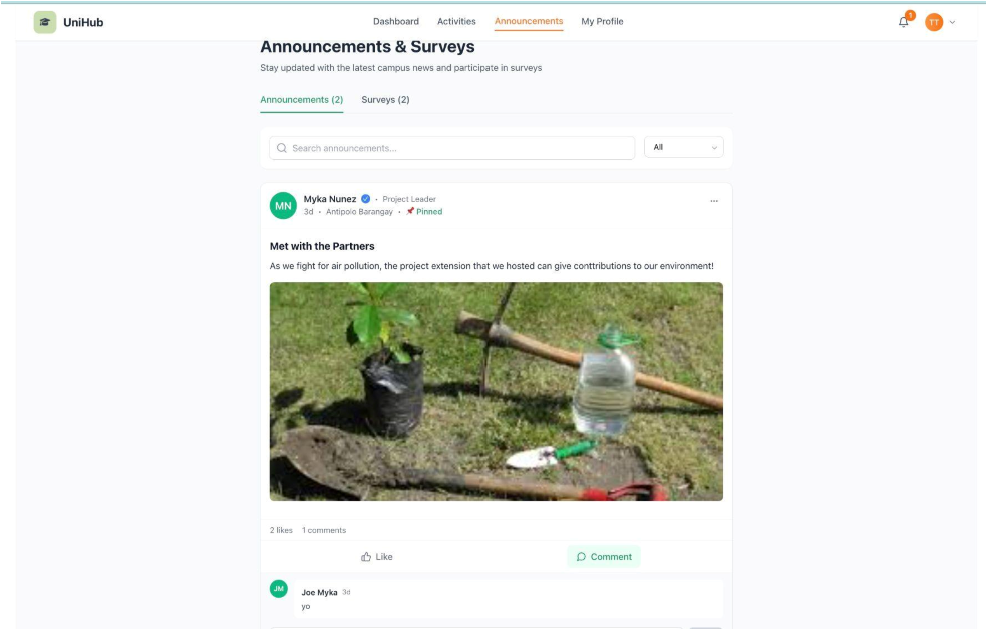 UniHub
Dashboard Activities Announcements My Profile
1
TT
Announcements & Surveys
Stay updated with the latest campus news and participate in surveys
Announcements (2) Surveys (2)
Search announcements...
All
MN
Myka Nunez • Project Leader
3d • Antipolo Barangay • Pinned
...
Met with the Partners
As we fight for air pollution, the project extension that we hosted can give conttributions to our environment!
2 likes 1 comments
Like
Comment
JM
Joe Myka 3d
yo